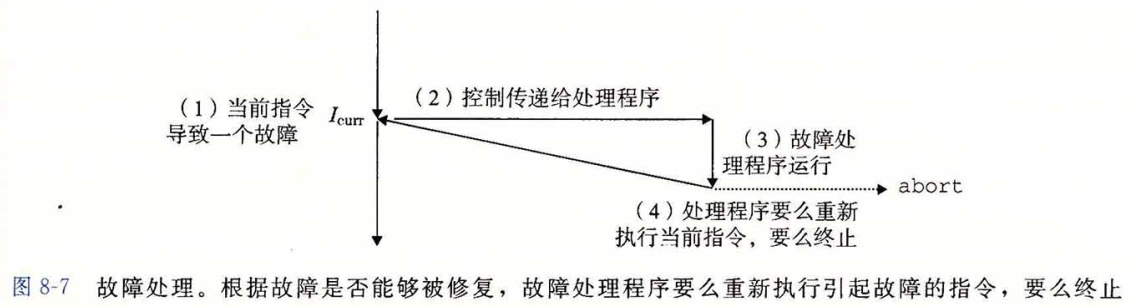 (2)控制传递给处理程序
(1)当前指令
导致一个故障
Icurr
(3)故障处
理程序运行
abort
(4)处理程序要么重新
执行当前指令，要么终止
图 8-7 故障处理。根据故障是否能够被修复，故障处理程序要么重新执行引起故障的指令，要么终止